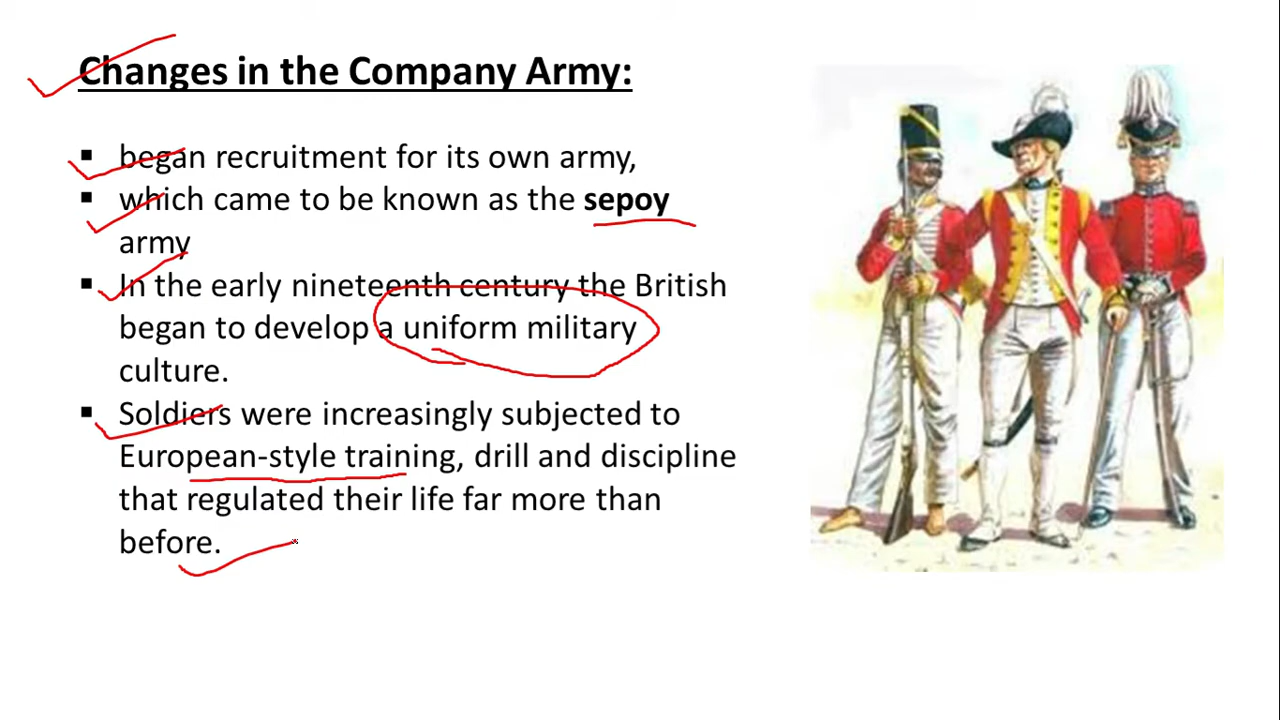 Changes in the Company Army:
▪ began recruitment for its own army,
▪ which came to be known as the sepoy
army
▪ In the early nineteenth century the British
began to develop a uniform military
culture.
▪ Soldiers were increasingly subjected to
European-style training, drill and discipline
that regulated their life far more than
before.